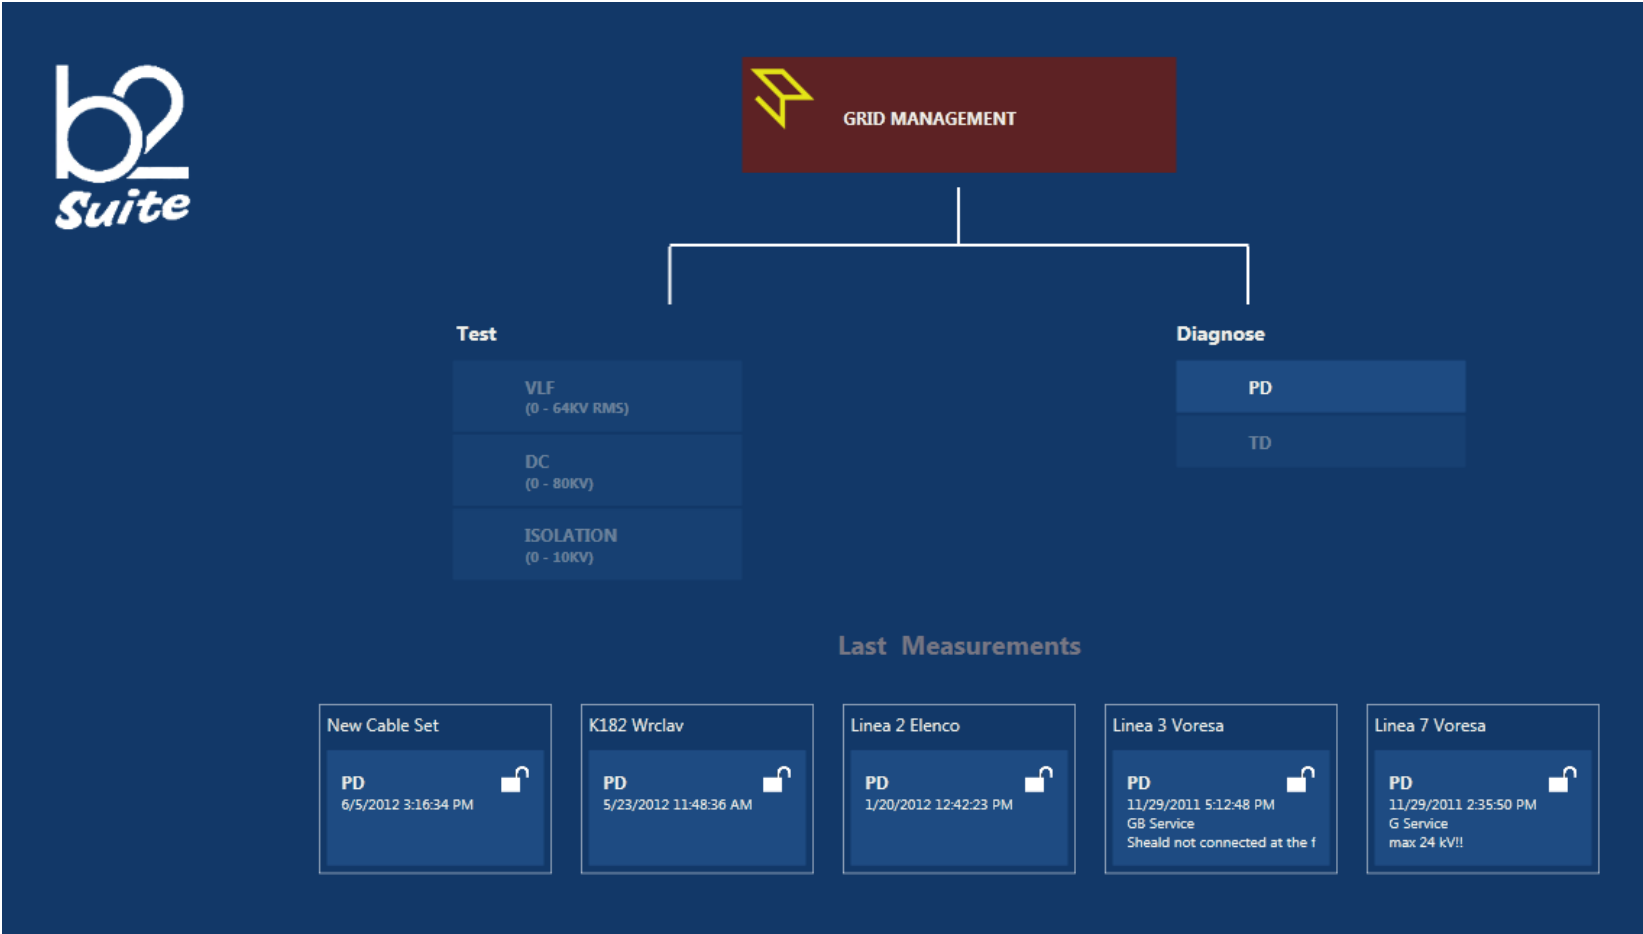 b2
Suite
GRID MANAGEMENT
Test
VLF
(0 - 64KV RMS)
DC
(0 - 80KV)
ISOLATION
(0 - 10KV)
Diagnose
PD
TD
Last Measurements
New Cable Set
PD
6/5/2012 3:16:34 PM
K182 Wrclav
PD
5/23/2012 11:48:36 AM
Linea 2 Elenco
PD
1/20/2012 12:42:23 PM
Linea 3 Voresa
PD
11/29/2011 5:12:48 PM
GB Service
Sheald not connected at the f
Linea 7 Voresa
PD
11/29/2011 2:35:50 PM
G Service
max 24 kV!!